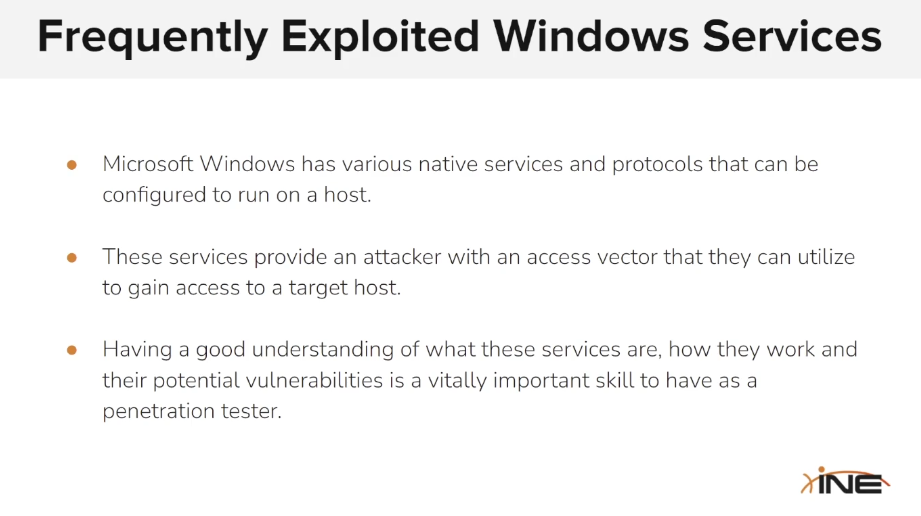 Frequently Exploited Windows Services
● Microsoft Windows has various native services and protocols that can be
configured to run on a host.
● These services provide an attacker with an access vector that they can utilize
to gain access to a target host.
● Having a good understanding of what these services are, how they work and
their potential vulnerabilities is a vitally important skill to have as a
penetration tester.
INE